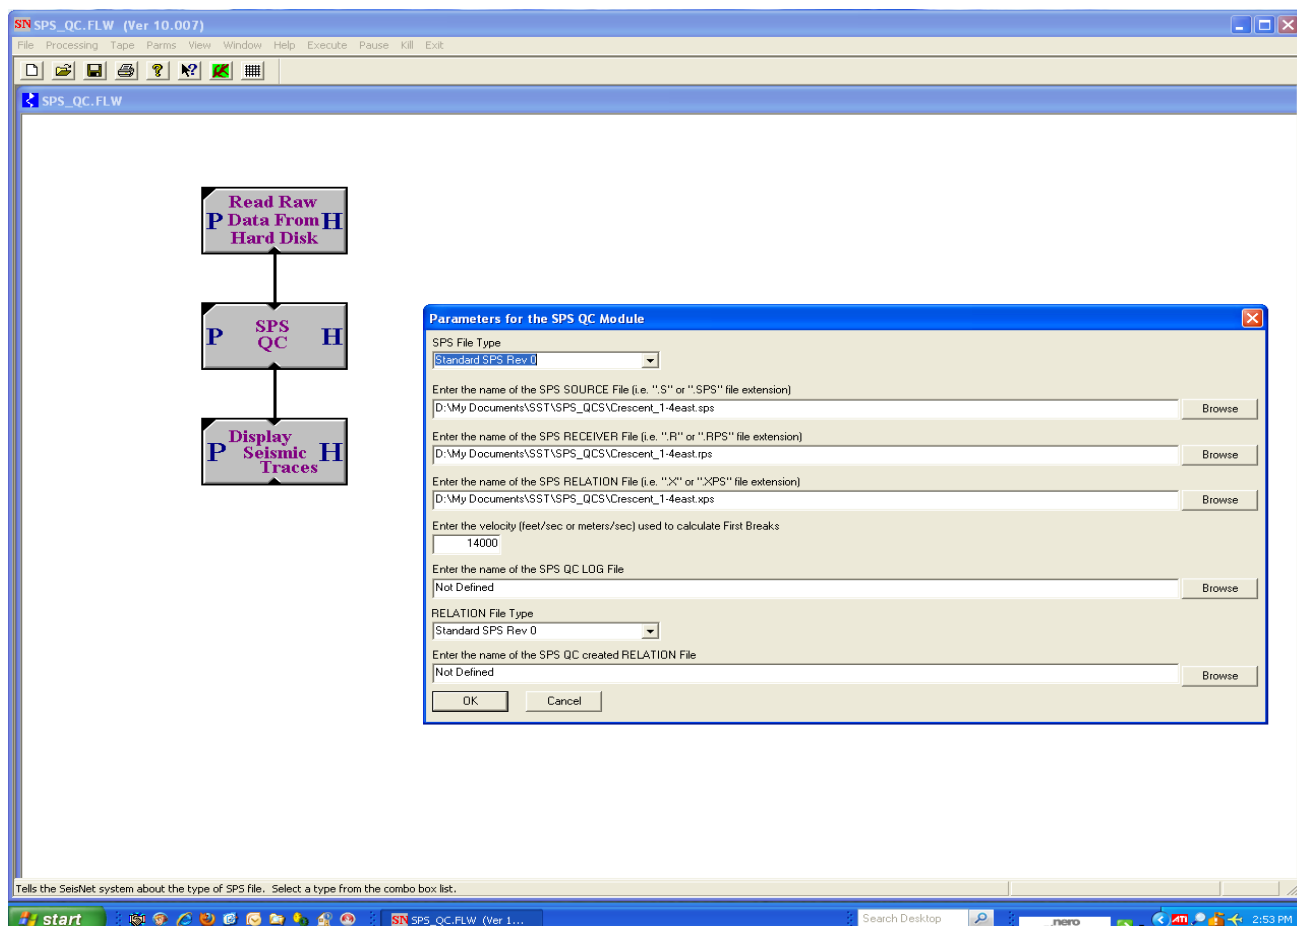 SN SPS_QC.FLW (Ver 10.007)
File Processing Tape Parms View Window Help Execute Pause Kill Exit
SPS_QC.FLW
Read Raw
P Data From H
Hard Disk
P SPS H
QC
Display
P Seismic H
Traces
Parameters for the SPS QC Module
SPS File Type
Standard SPS Rev 0
Enter the name of the SPS SOURCE File (i.e. ".S" or ".SPS" file extension)
D:\My Documents\SST\SPS_QCS\Crescent_1-4east.sps Browse
Enter the name of the SPS RECEIVER File (i.e. ".R" or ".RPS" file extension)
D:\My Documents\SST\SPS_QCS\Crescent_1-4east.rps Browse
Enter the name of the SPS RELATION File (i.e. ".X" or ".XPS" file extension)
D:\My Documents\SST\SPS_QCS\Crescent_1-4east.xps Browse
Enter the velocity (feet/sec or meters/sec) used to calculate First Breaks
14000
Enter the name of the SPS QC LOG File
Not Defined Browse
RELATION File Type
Standard SPS Rev 0
Enter the name of the SPS QC created RELATION File
Not Defined Browse
OK Cancel
Tells the SeisNet system about the type of SPS file. Select a type from the combo box list.
start SN SPS_QC.FLW (Ver 1... Search Desktop nero ATI 2:53 PM